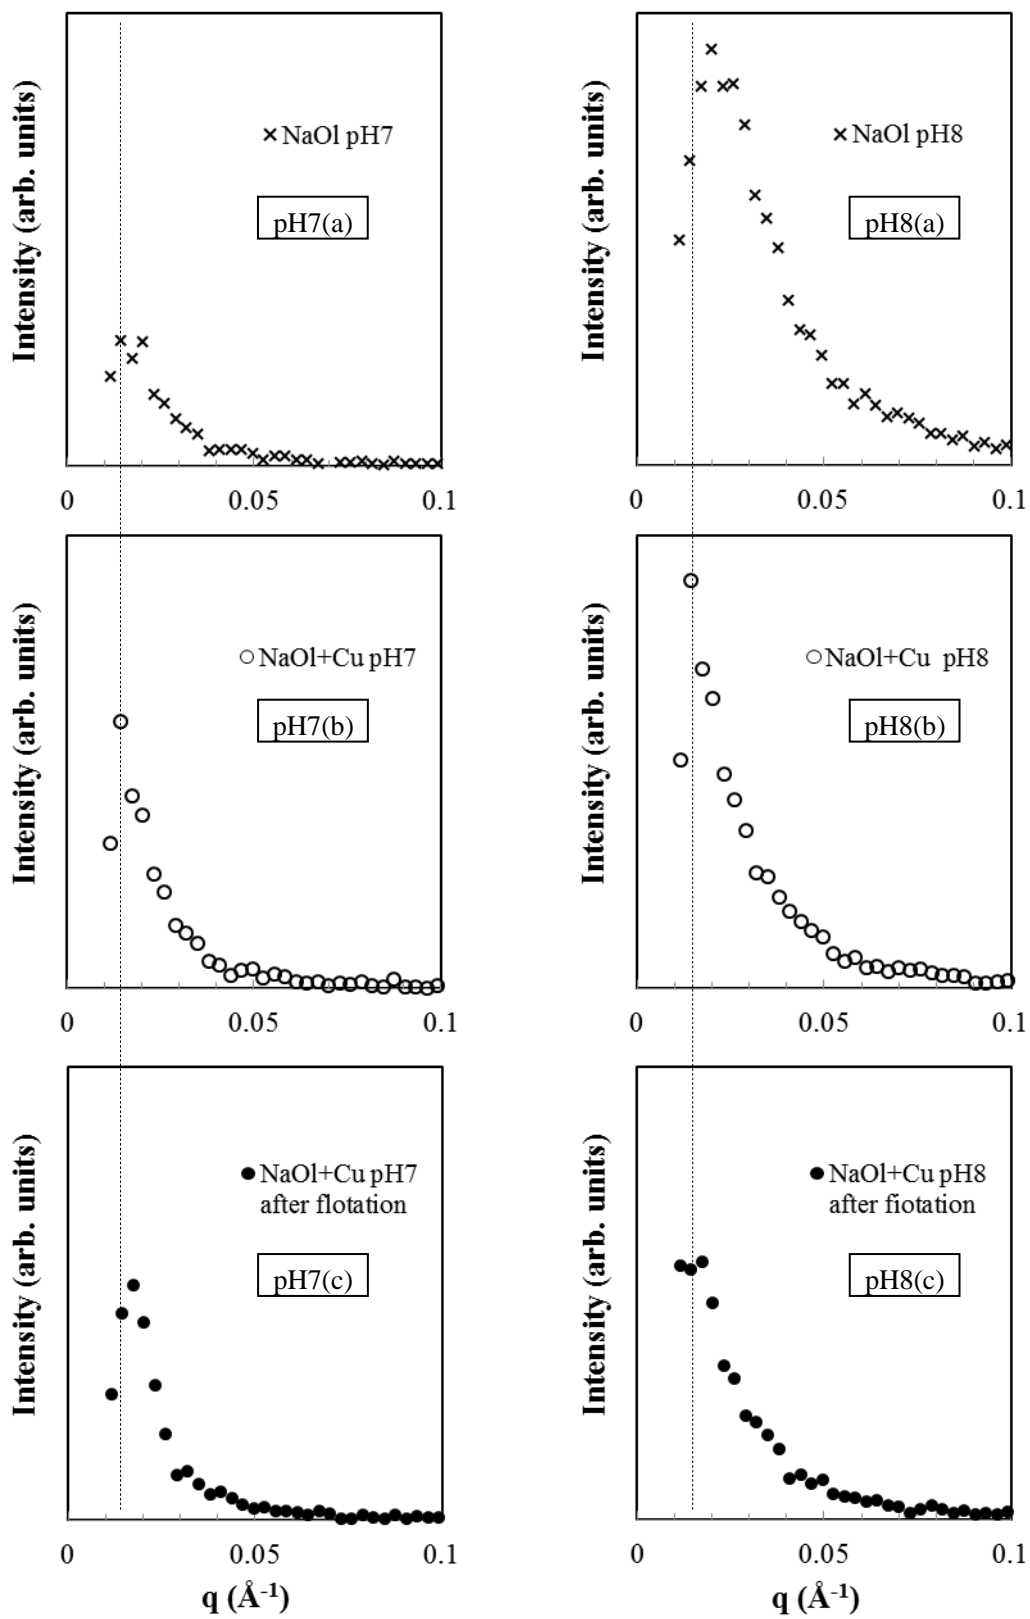 Intensity (arb. units)
× NaOl pH7
pH7(a)
0 0.05 0.1
Intensity (arb. units)
× NaOl pH8
pH8(a)
0 0.05 0.1
Intensity (arb. units)
NaOl+Cu pH7
pH7(b)
0 0.05 0.1
Intensity (arb. units)
NaOl+Cu pH8
pH8(b)
0 0.05 0.1
Intensity (arb. units)
NaOl+Cu pH7
after flotation
pH7(c)
0 0.05 0.1
q (Å⁻¹)
Intensity (arb. units)
NaOl+Cu pH8
after fiotation
pH8(c)
0 0.05 0.1
q (Å⁻¹)